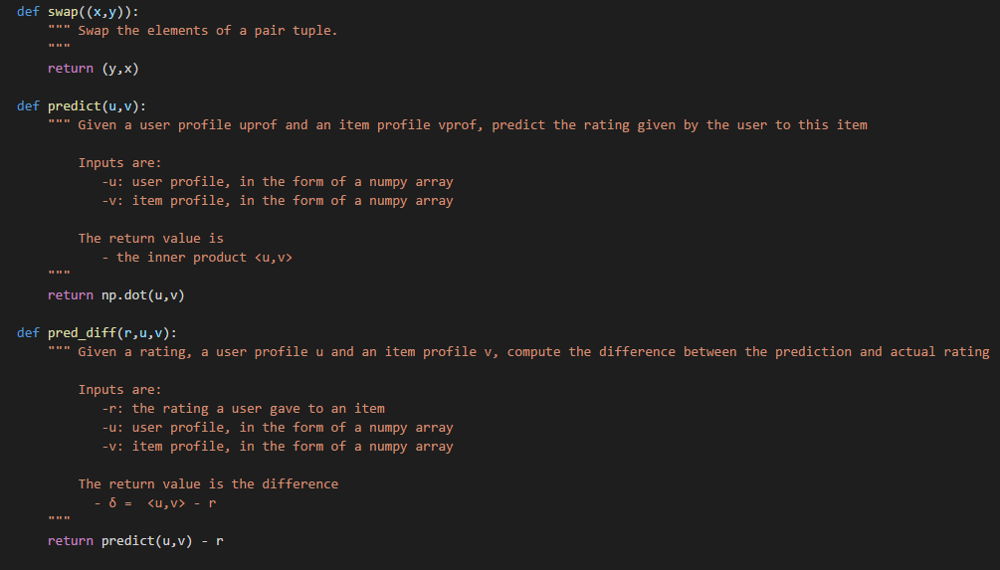 def swap((x,y)):
    """ Swap the elements of a pair tuple.
    """
    return (y,x)

def predict(u,v):
    """ Given a user profile uprof and an item profile vprof, predict the rating given by the user to this item

        Inputs are:
           -u: user profile, in the form of a numpy array
           -v: item profile, in the form of a numpy array

        The return value is
           - the inner product <u,v>
    """
    return np.dot(u,v)

def pred_diff(r,u,v):
    """ Given a rating, a user profile u and an item profile v, compute the difference between the prediction and actual rating

        Inputs are:
           -r: the rating a user gave to an item
           -u: user profile, in the form of a numpy array
           -v: item profile, in the form of a numpy array

        The return value is the difference
          - δ =  <u,v> - r
    """
    return predict(u,v) - r